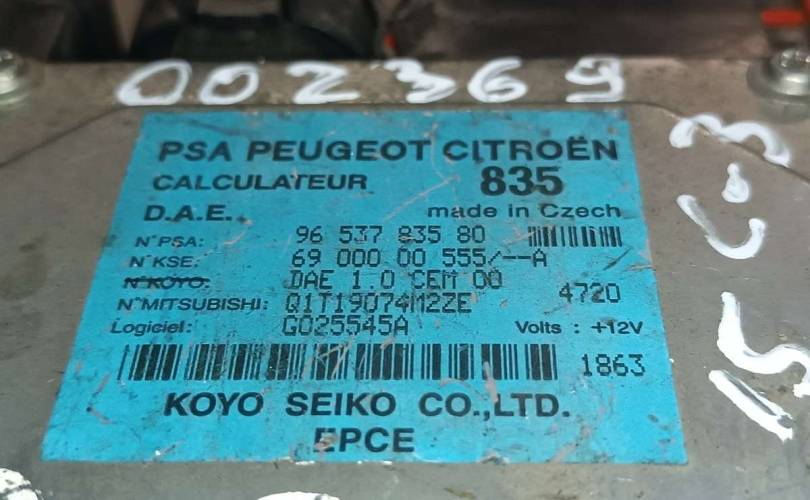 002369
PSA PEUGEOT CITROËN
CALCULATEUR 835
D.A.E. made in Czech
N°PSA: 96 537 835 80
N°KSE: 69 000 00 555/--A
N°KOYO: DAE 1.0 CEM 00
N°MITSUBISHI: Q1T19074M2ZE 4720
Logiciel: G025545A Volts : +12V
1863
KOYO SEIKO CO.,LTD.
EPCE
C-3